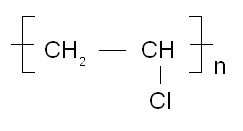 CH₂ — CH
n
Cl